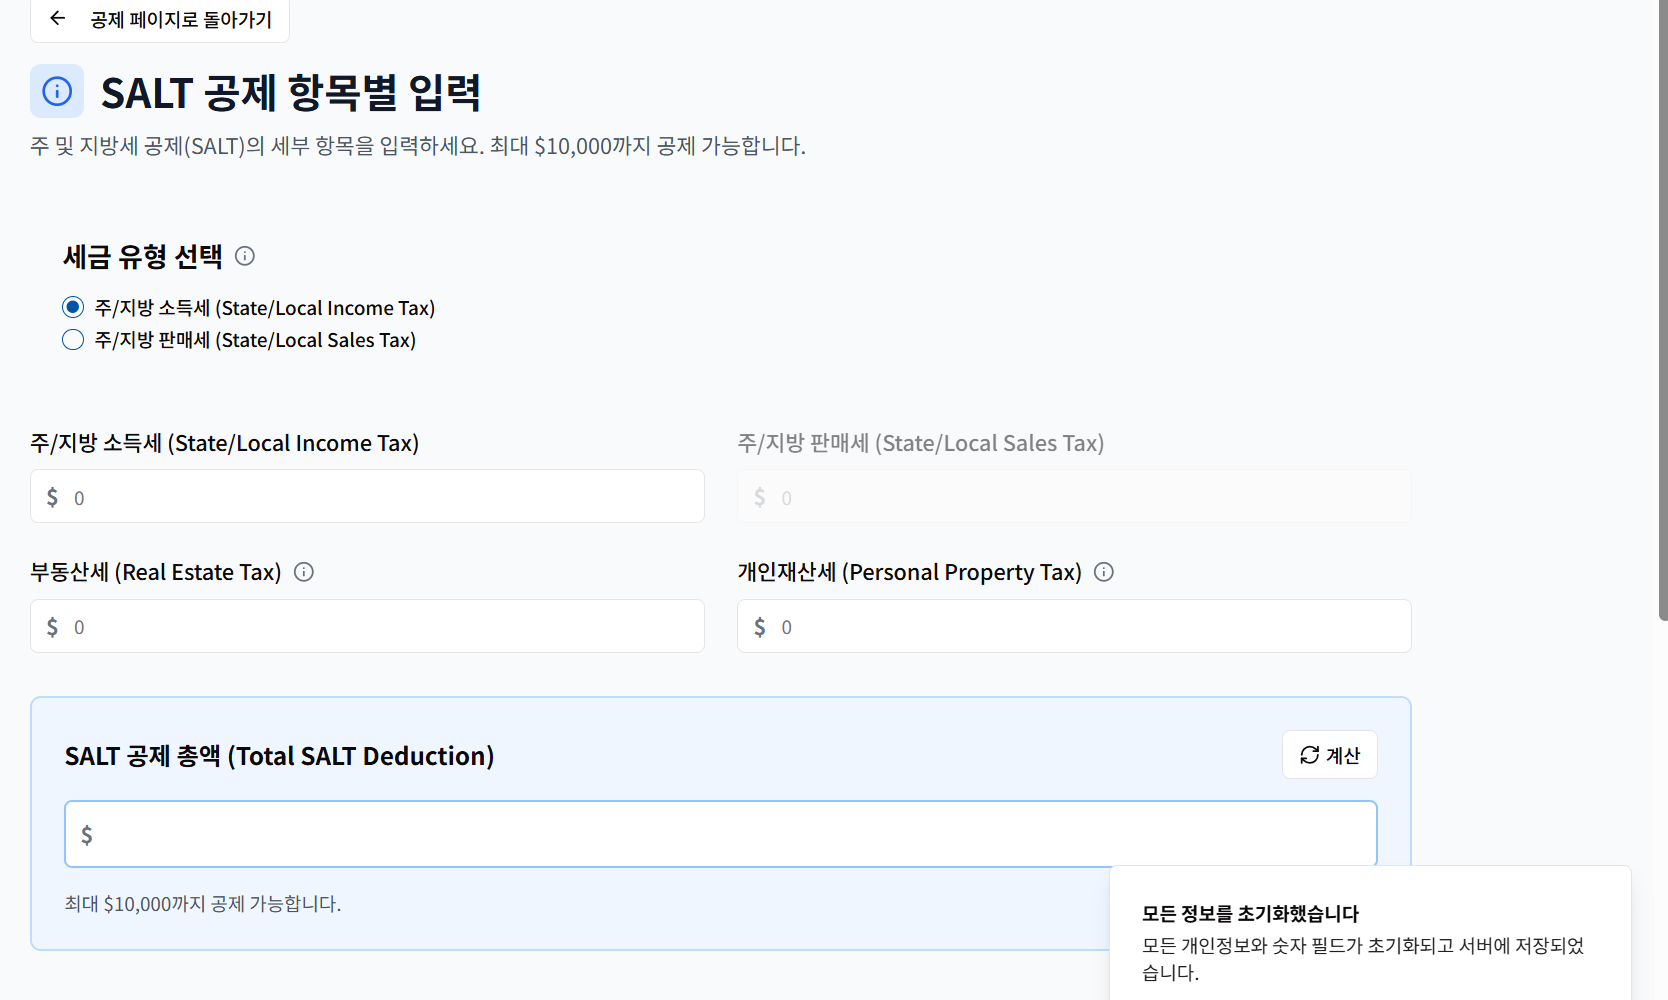 공제 페이지로 돌아가기
SALT 공제 항목별 입력
주 및 지방세 공제(SALT)의 세부 항목을 입력하세요. 최대 $10,000까지 공제 가능합니다.
세금 유형 선택
주/지방 소득세 (State/Local Income Tax)
주/지방 판매세 (State/Local Sales Tax)
주/지방 소득세 (State/Local Income Tax)
주/지방 판매세 (State/Local Sales Tax)
$ 0
$ 0
부동산세 (Real Estate Tax)
개인재산세 (Personal Property Tax)
$ 0
$ 0
SALT 공제 총액 (Total SALT Deduction)
계산
$
최대 $10,000까지 공제 가능합니다.
모든 정보를 초기화했습니다
모든 개인정보와 숫자 필드가 초기화되고 서버에 저장되었
습니다.